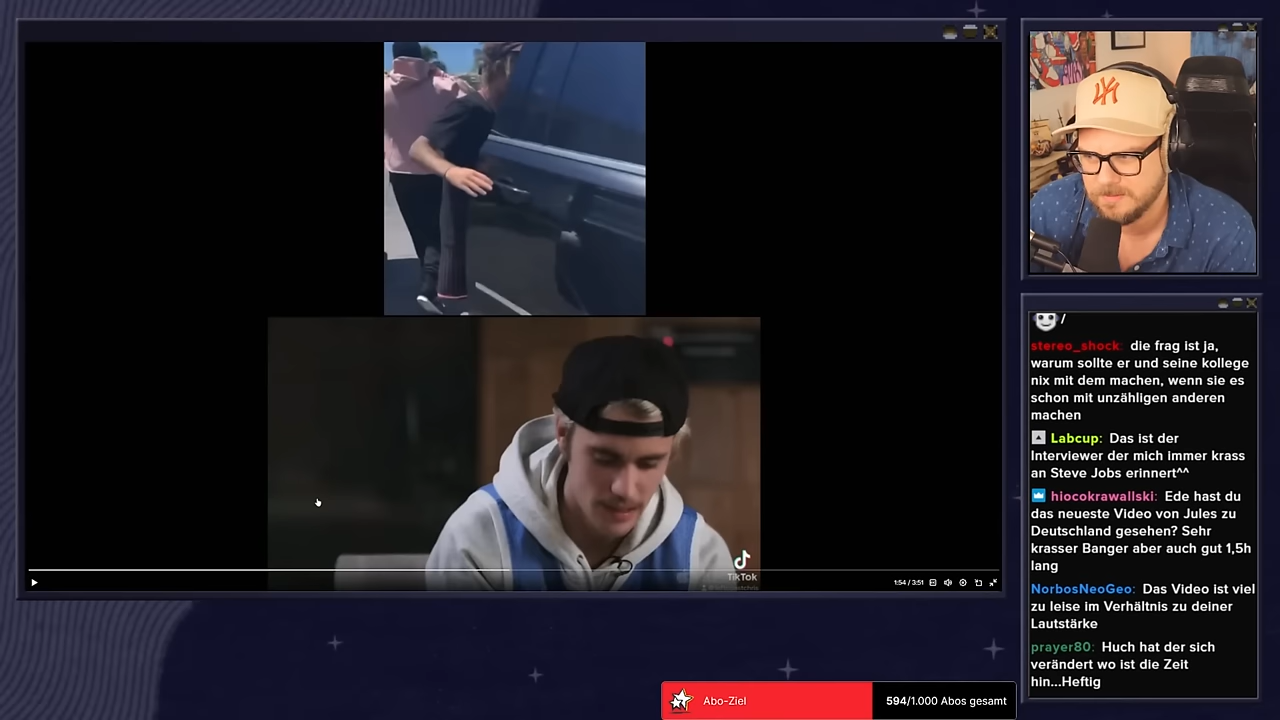 /
stereo_shock: die frag ist ja,
warum sollte er und seine kollege
nix mit dem machen, wenn sie es
schon mit unzähligen anderen
machen
Labcup: Das ist der
Interviewer der mich immer krass
an Steve Jobs erinnert^^
hiocokrawallski: Ede hast du
das neueste Video von Jules zu
Deutschland gesehen? Sehr
krasser Banger aber auch gut 1,5h
lang
NorbosNeoGeo: Das Video ist viel
zu leise im Verhältnis zu deiner
Lautstärke
prayer80: Huch hat der sich
verändert wo ist die Zeit
hin...Heftig
TikTok
1:54 / 3:51
Abo-Ziel
594/1.000 Abos gesamt